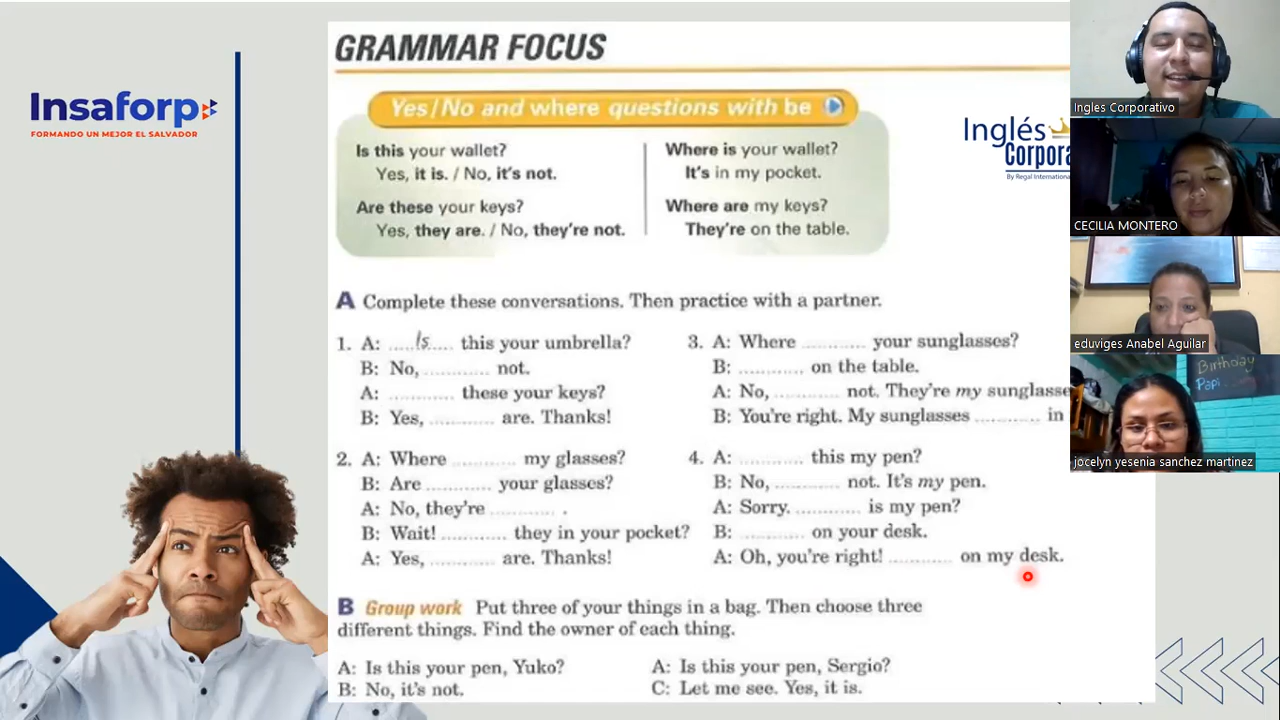 GRAMMAR FOCUS
Insaforp
FORMANDO UN MEJOR EL SALVADOR
Yes/No and where questions with be
Is this your wallet?
Yes, it is. / No, it's not.
Are these your keys?
Yes, they are. / No, they're not.
Where is your wallet?
It's in my pocket.
Where are my keys?
They're on the table.
Inglés
Corpora
By Regal International
A Complete these conversations. Then practice with a partner.
1. A: .....Is..... this your umbrella?
B: No, ............ not.
A: ............ these your keys?
B: Yes, ............ are. Thanks!
2. A: Where ............ my glasses?
B: Are ............ your glasses?
A: No, they're ............ .
B: Wait! ............ they in your pocket?
A: Yes, ............ are. Thanks!
3. A: Where ............ your sunglasses?
B: ............ on the table.
A: No, ............ not. They're my sunglasse
B: You're right. My sunglasses ............ in
4. A: ............ this my pen?
B: No, ............ not. It's my pen.
A: Sorry. ............ is my pen?
B: ............ on your desk.
A: Oh, you're right! ............ on my desk.
B Group work Put three of your things in a bag. Then choose three
different things. Find the owner of each thing.
A: Is this your pen, Yuko?
B: No, it's not.
A: Is this your pen, Sergio?
C: Let me see. Yes, it is.
Ingles Corporativo
CECILIA MONTERO
eduviges Anabel Aguilar
Birthday
Papi
jocelyn yesenia sanchez martinez